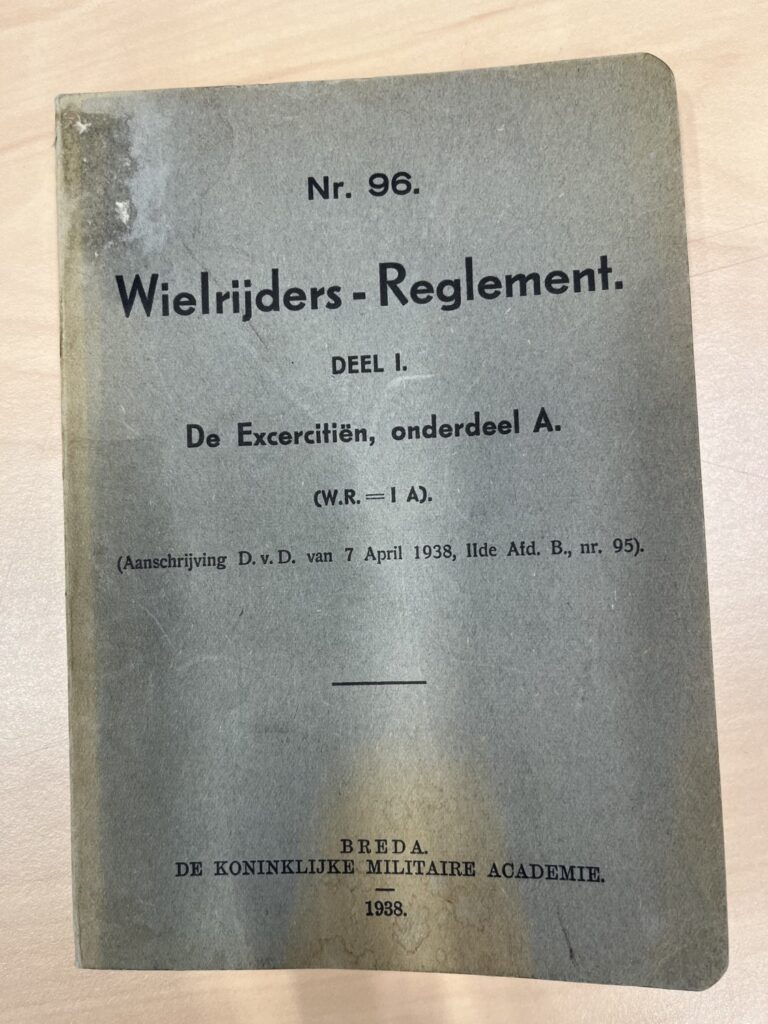 Nr. 96.
Wielrijders - Reglement.
DEEL I.
De Excercitiën, onderdeel A.
(W.R. = I A).
(Aanschrijving D. v. D. van 7 April 1938, IIde Afd. B., nr. 95).
BREDA.
DE KONINKLIJKE MILITAIRE ACADEMIE.
1938.